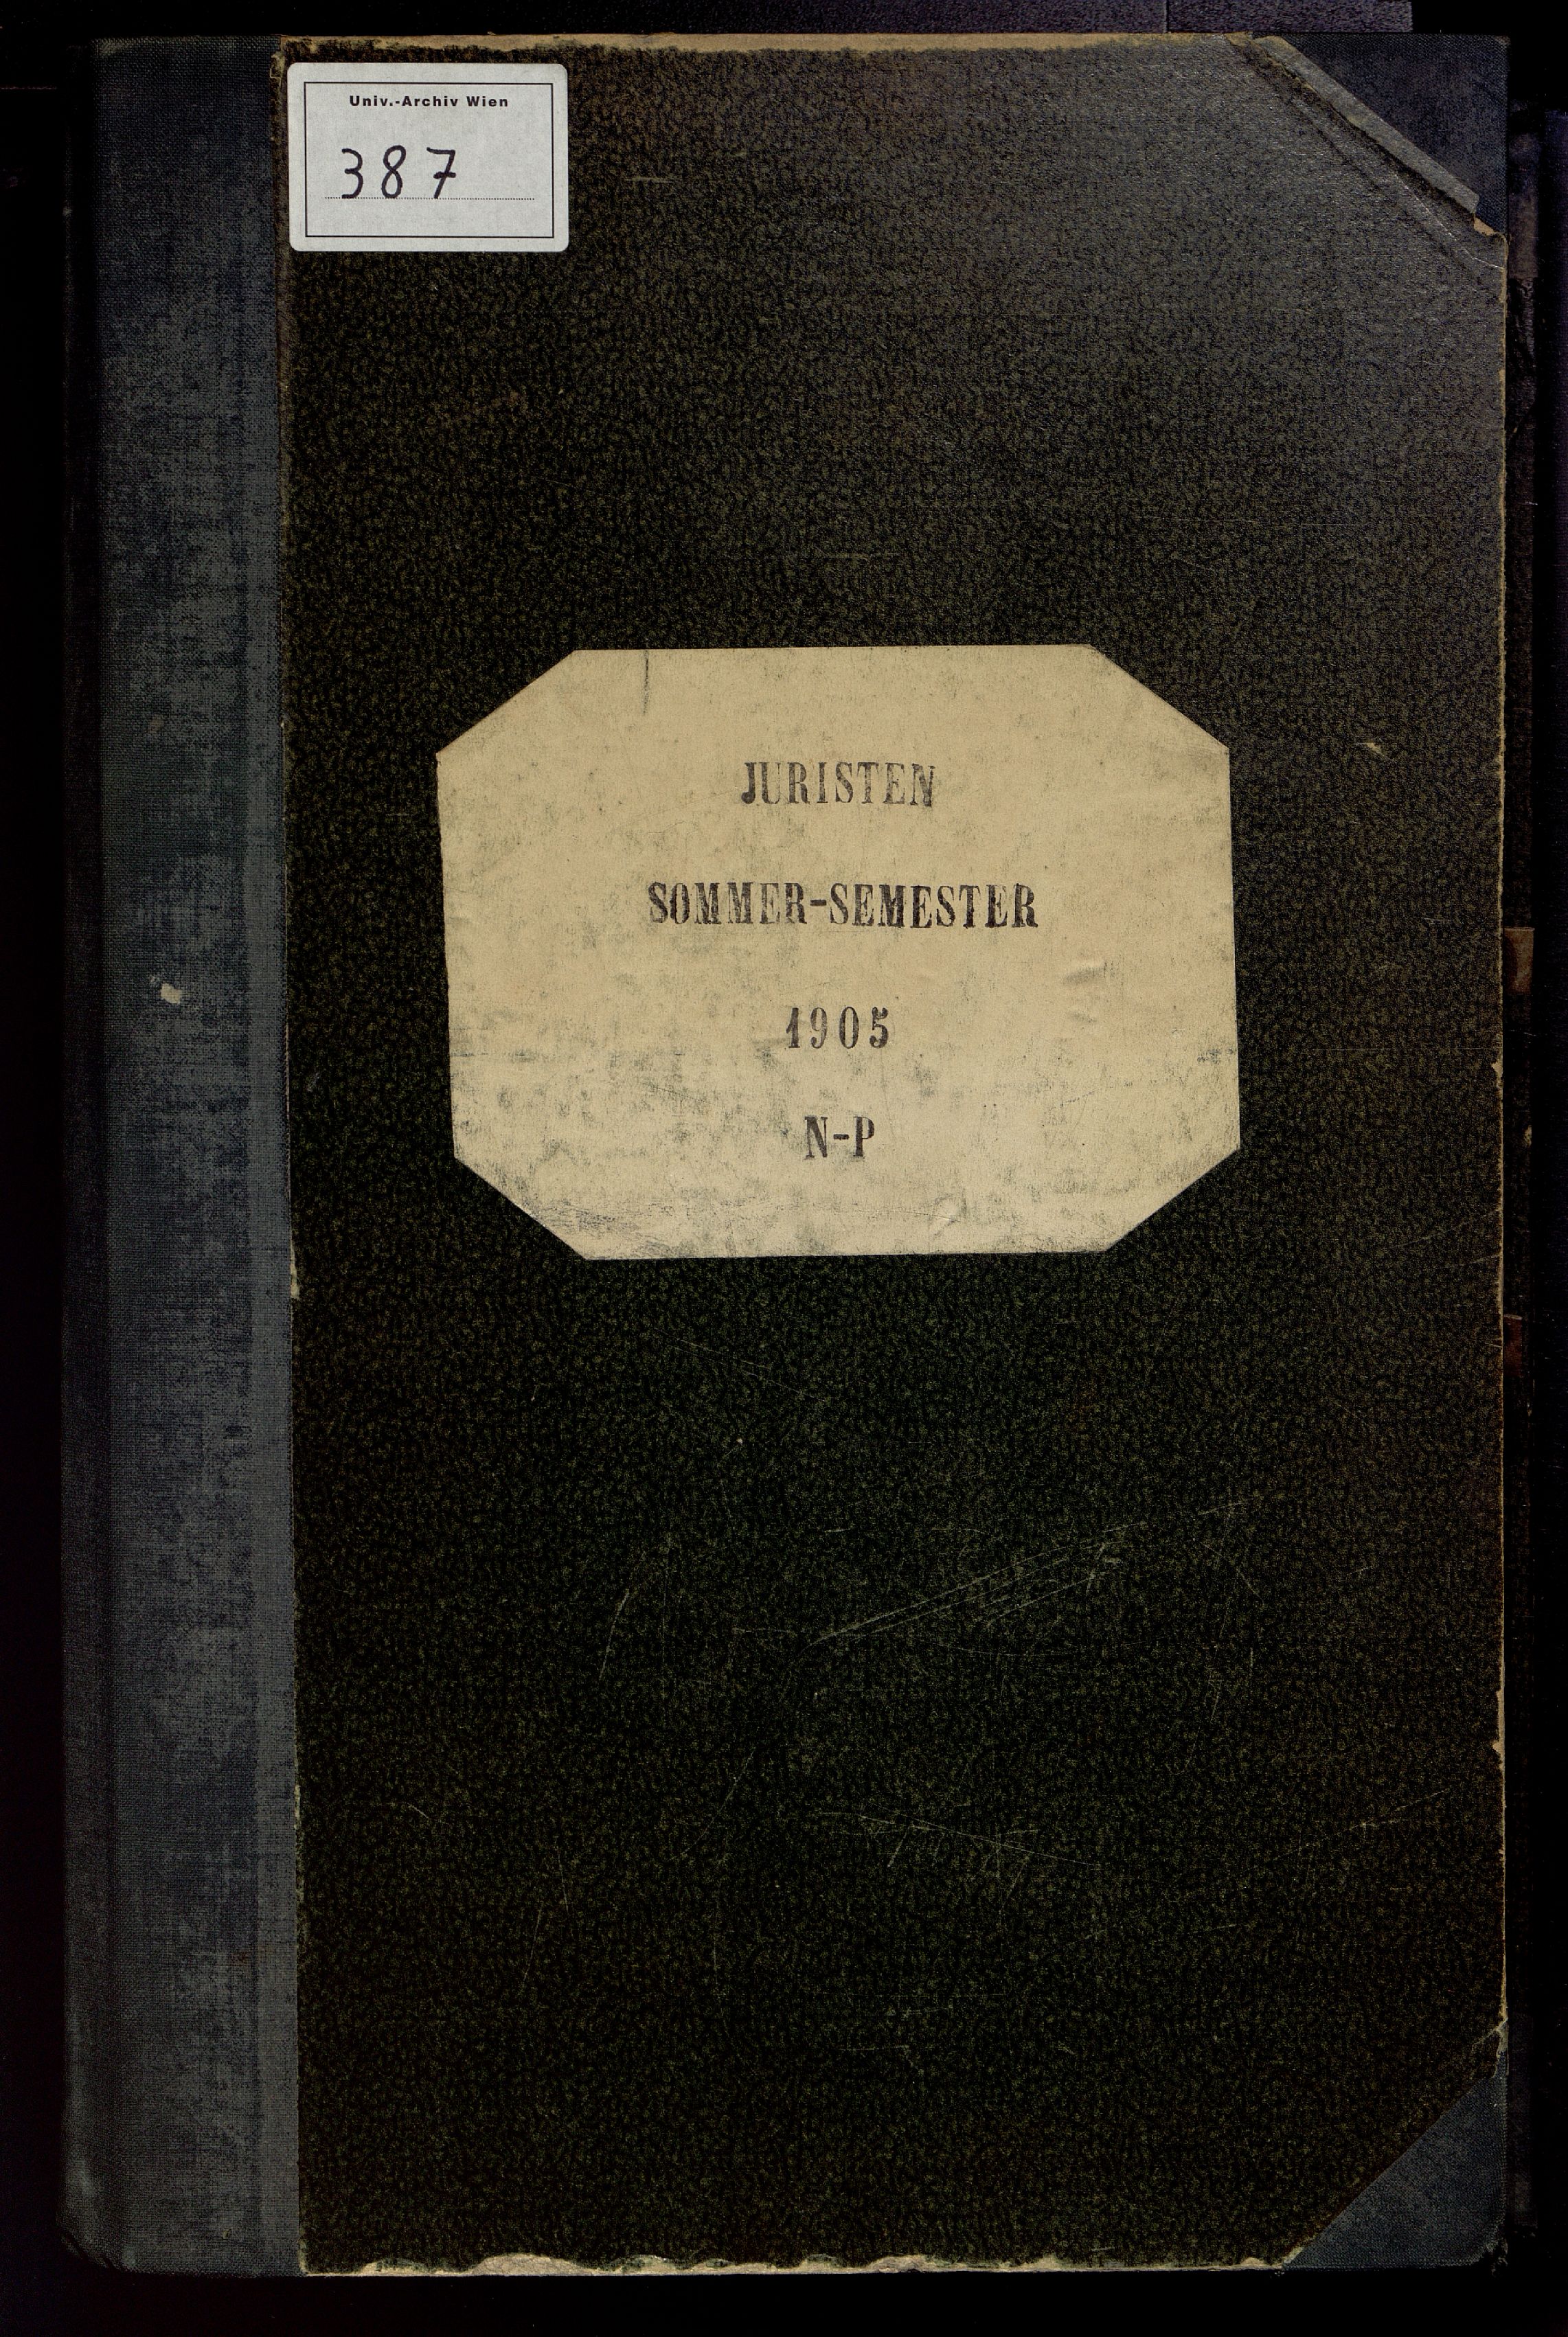 Univ.-Archiv Wien
387
JURISTEN
SOMMER-SEMESTER
1905
N-P